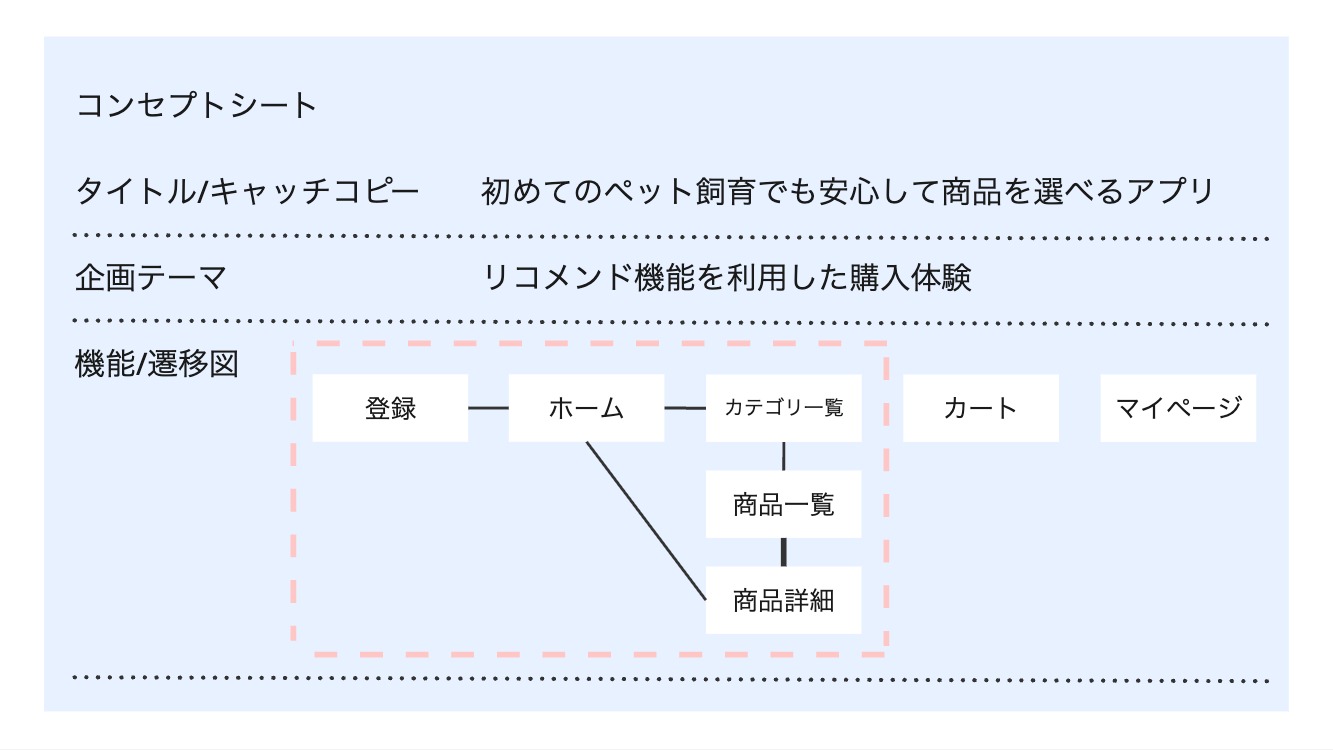 コンセプトシート
タイトル/キャッチコピー 初めてのペット飼育でも安心して商品を選べるアプリ
企画テーマ リコメンド機能を利用した購入体験
機能/遷移図
登録 ホーム カテゴリ一覧 カート マイページ
商品一覧
商品詳細